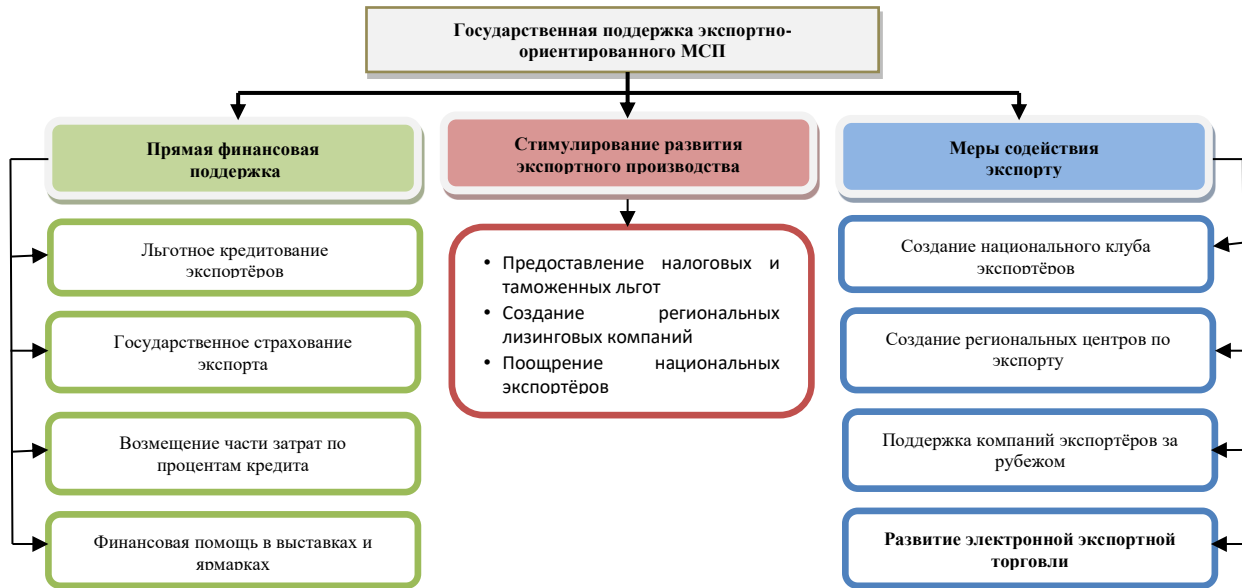 Государственная поддержка экспортно-
ориентированного МСП
Прямая финансовая
поддержка
Стимулирование развития
экспортного производства
Меры содействия
экспорту
Льготное кредитование
экспортёров
Государственное страхование
экспорта
Возмещение части затрат по
процентам кредита
Финансовая помощь в выставках и
ярмарках
• Предоставление налоговых и
таможенных льгот
• Создание региональных
лизинговых компаний
• Поощрение национальных
экспортёров
Создание национального клуба
экспортёров
Создание региональных центров по
экспорту
Поддержка компаний экспортёров за
рубежом
Развитие электронной экспортной
торговли